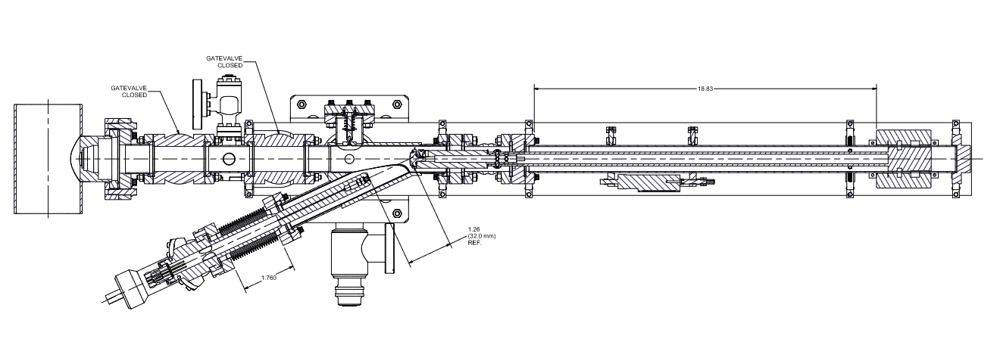 GATEVALVE
CLOSED
GATEVALVE
CLOSED
18.83
1.26
(32.0 mm)
REF.
1.760